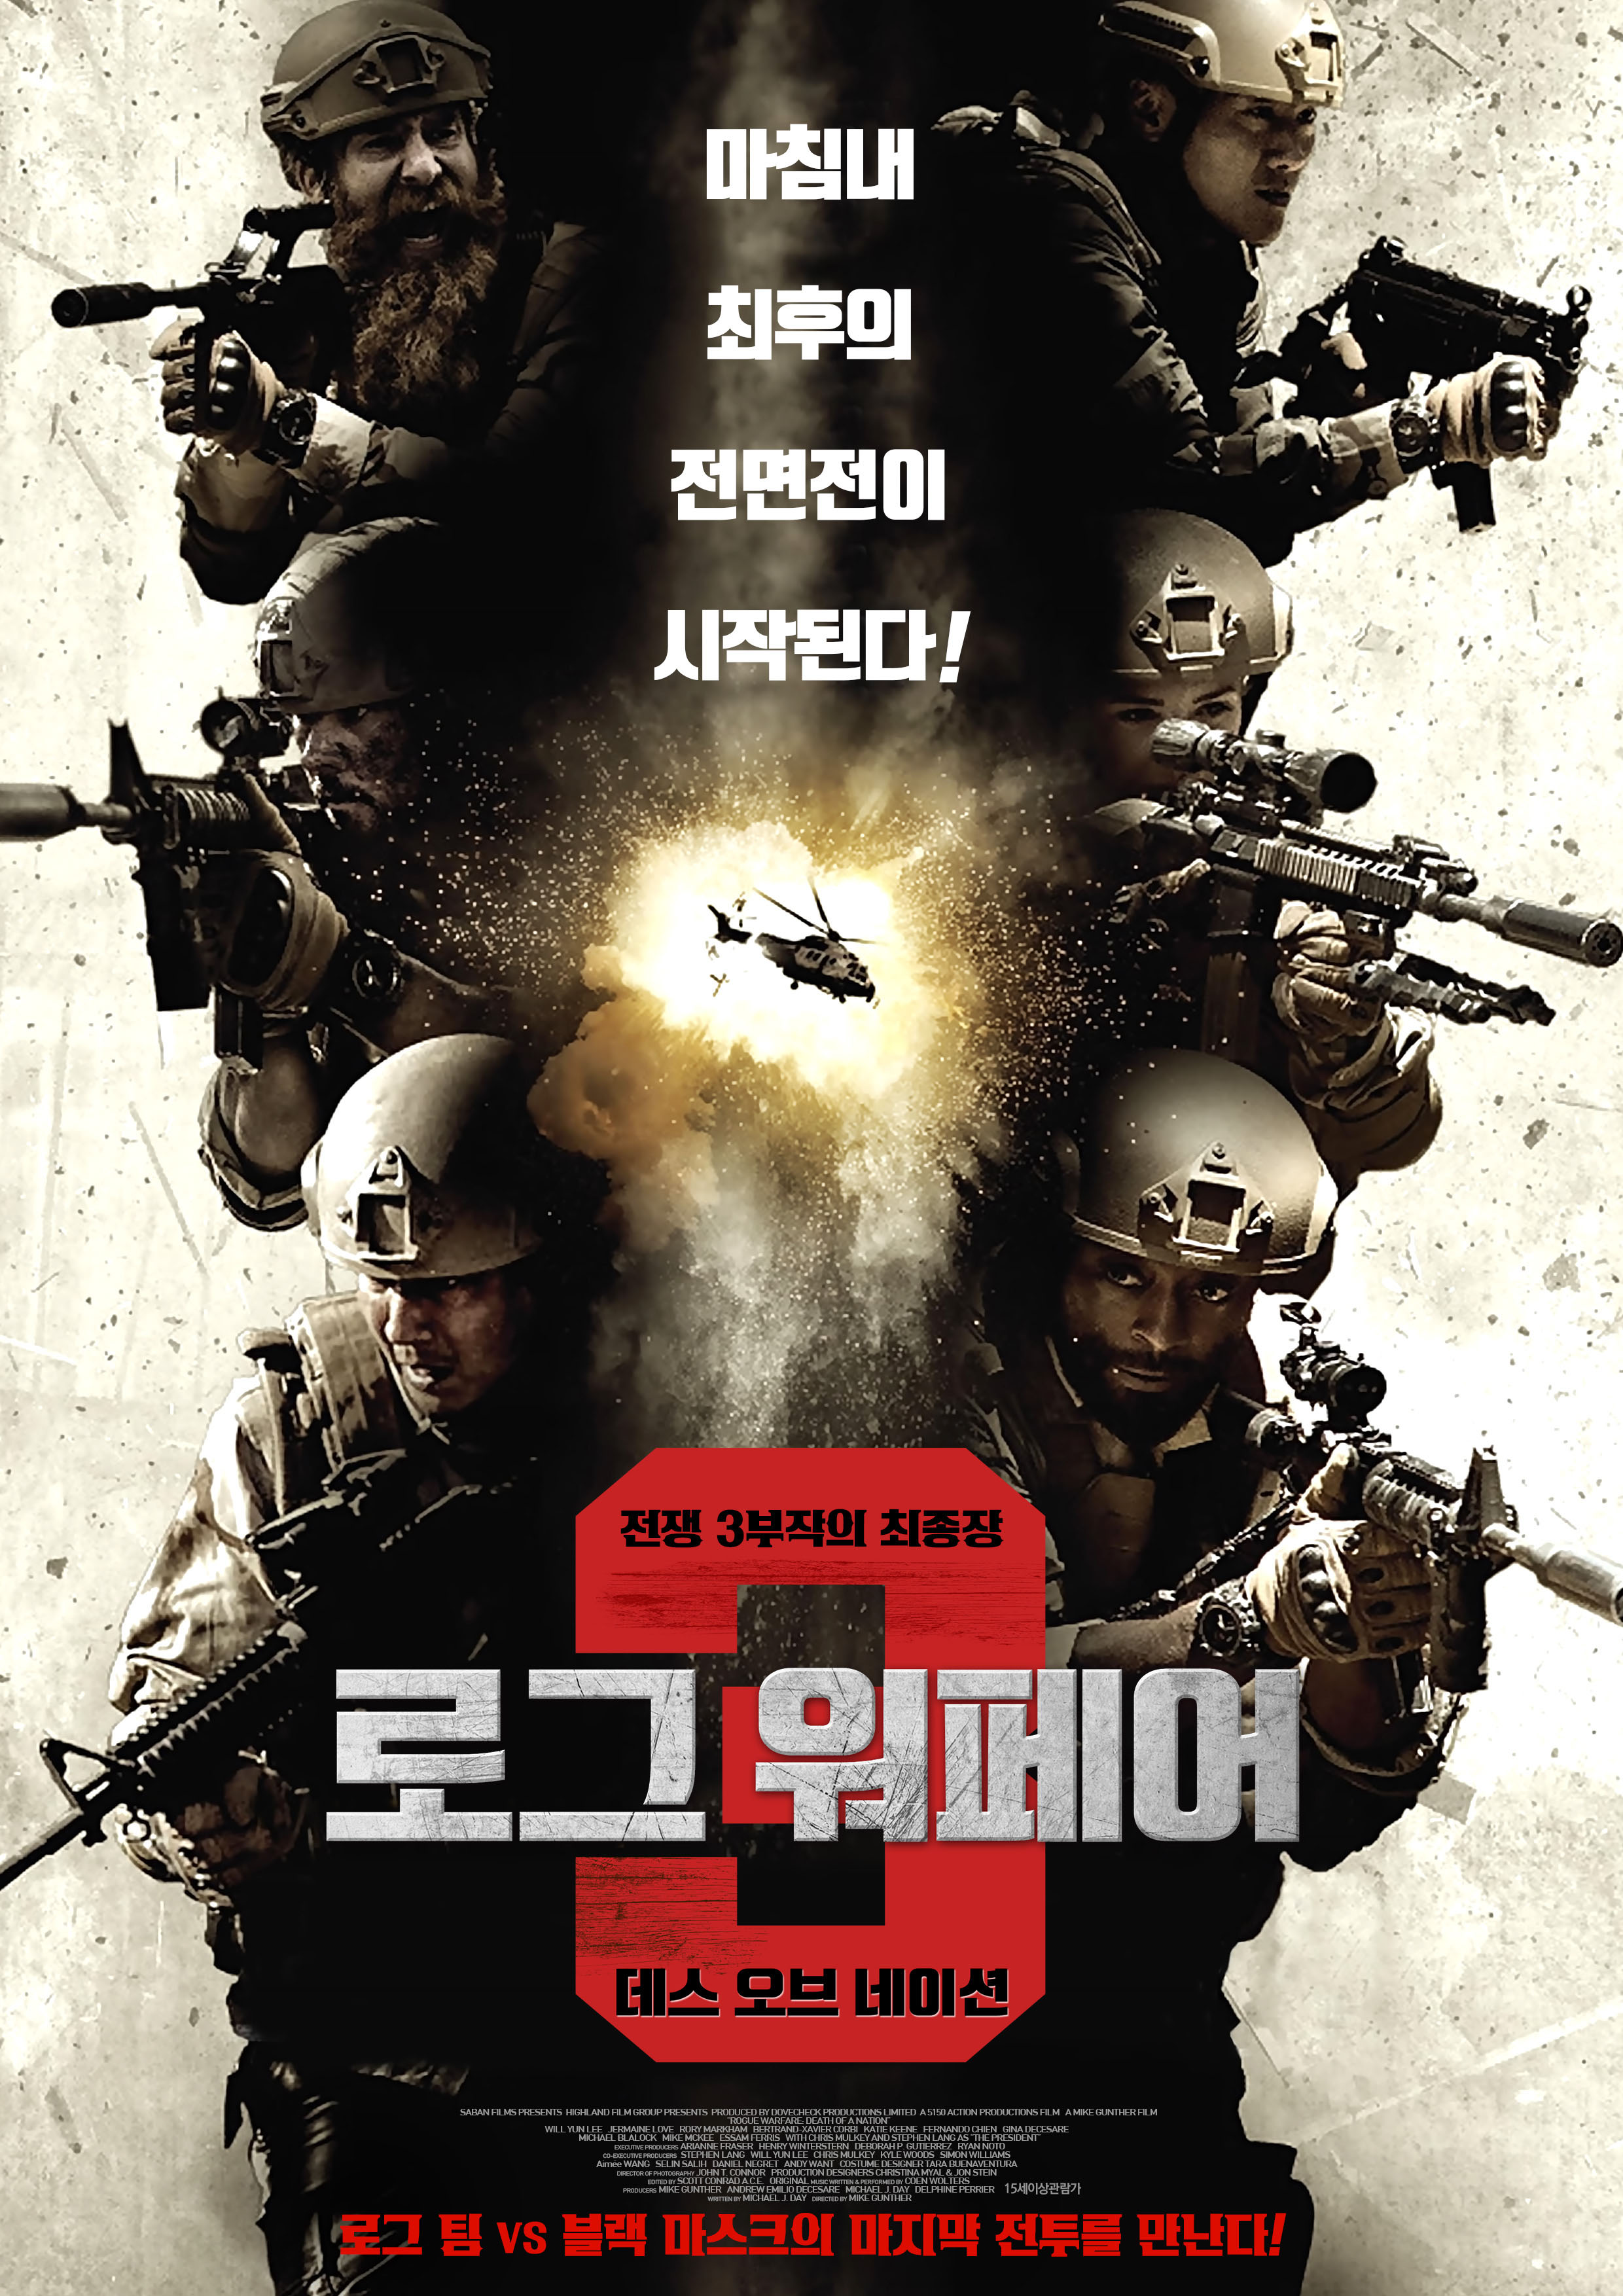 마침내
최후의
전면전이
시작된다!
전쟁 3부작의 최종장
3
로그 워페어
데스 오브 네이션
SABAN FILMS PRESENTS HIGHLAND FILM GROUP PRESENTS PRODUCED BY DOVECHECK PRODUCTIONS LIMITED A 5150 ACTION PRODUCTIONS FILM A MIKE GUNTHER FILM
"ROGUE WARFARE: DEATH OF A NATION"
WILL YUN LEE JERMAINE LOVE RORY MARKHAM BERTRAND-XAVIER CORBI KATIE KEENE FERNANDO CHIEN GINA DECESARE
MICHAEL BLALOCK MIKE MCKEE ESSAM FERRIS WITH CHRIS MULKEY AND STEPHEN LANG AS "THE PRESIDENT"
EXECUTIVE PRODUCERS ARIANNE FRASER HENRY WINTERSTERN DEBORAH P. GUTIERREZ RYAN NOTO
CO-EXECUTIVE PRODUCERS STEPHEN LANG WILL YUN LEE CHRIS MULKEY KYLE WOODS SIMON WILLIAMS
Aimée WANG SELIN SALIH DANIEL NEGRET ANDY WANT COSTUME DESIGNER TARA BUENAVENTURA
DIRECTOR OF PHOTOGRAPHY JOHN T. CONNOR PRODUCTION DESIGNERS CHRISTINA MYAL & JON STEIN
EDITED BY SCOTT CONRAD A.C.E. ORIGINAL MUSIC WRITTEN & PERFORMED BY COEN WOLTERS
PRODUCERS MIKE GUNTHER ANDREW EMILIO DECESARE MICHAEL J. DAY DELPHINE PERRIER 15세이상관람가
WRITTEN BY MICHAEL J. DAY DIRECTED BY MIKE GUNTHER
로그 팀 vs 블랙 마스크의 마지막 전투를 만난다!